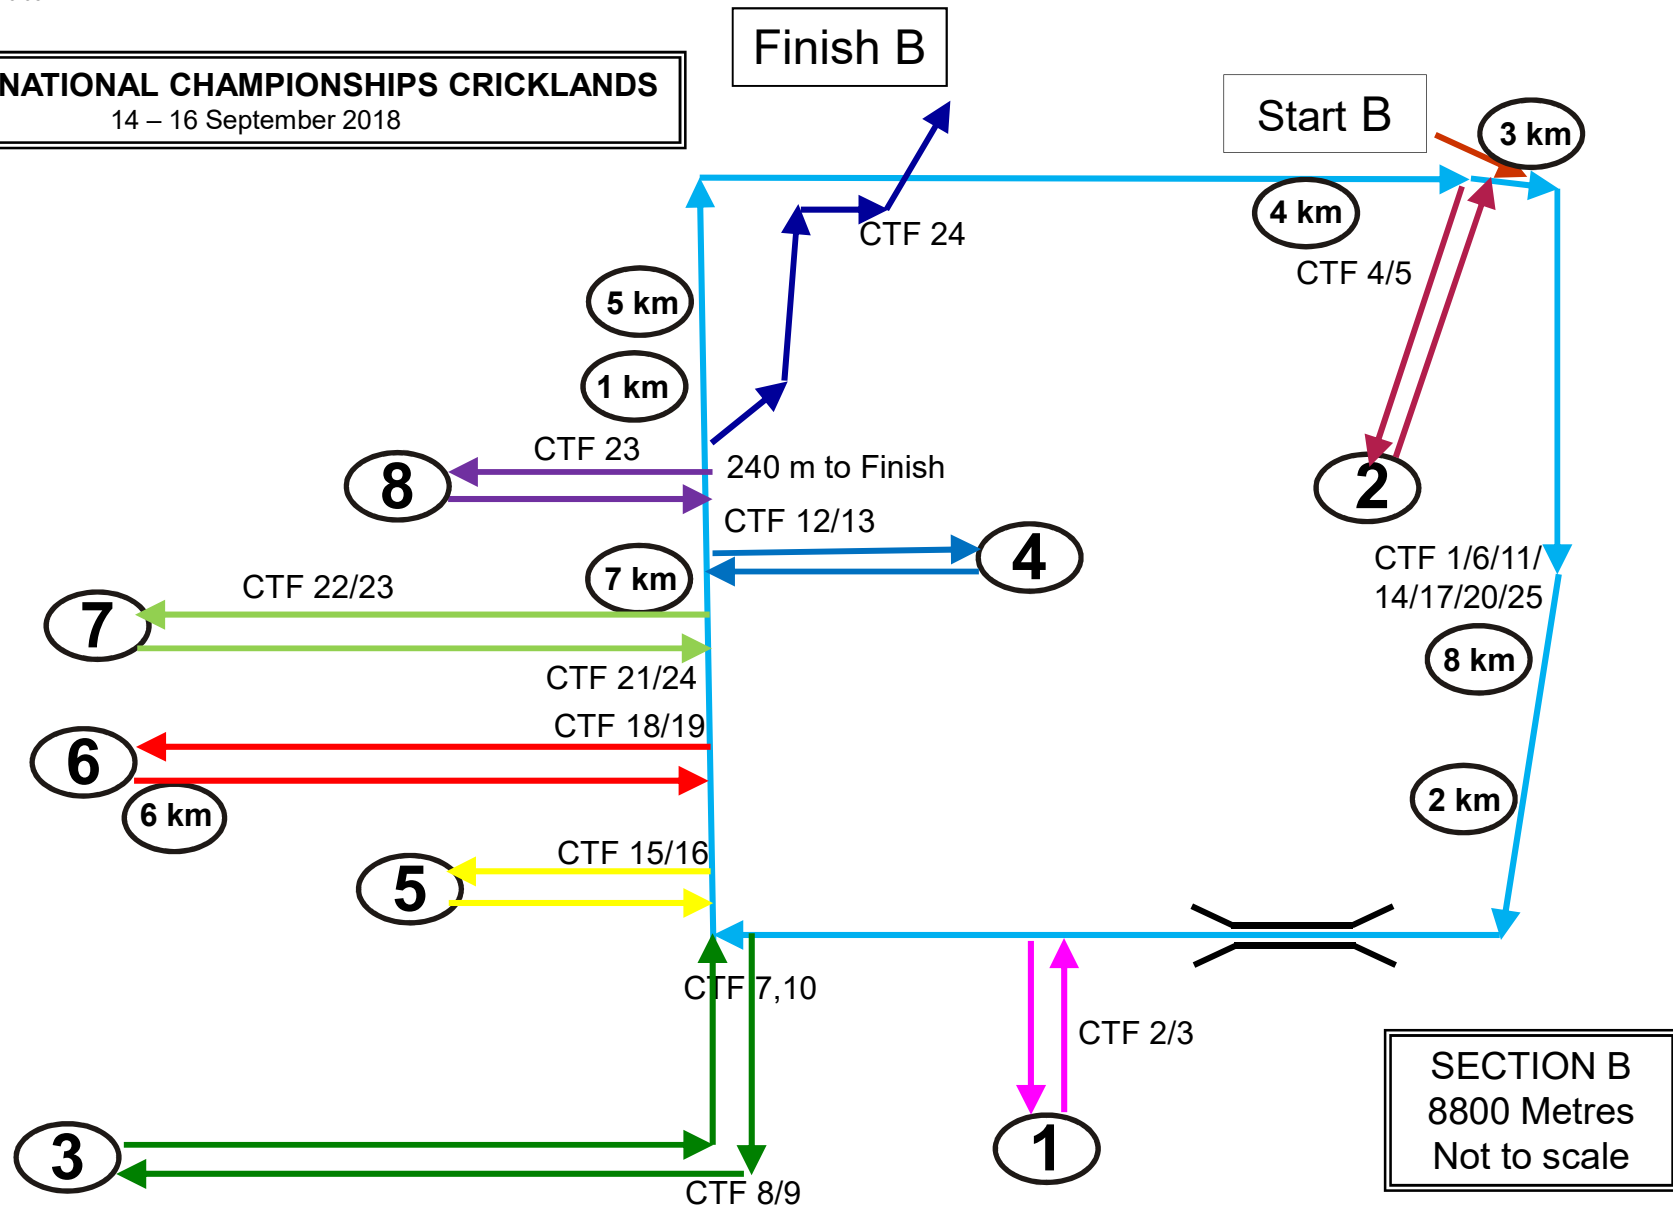 Finish B
NATIONAL CHAMPIONSHIPS CRICKLANDS
14 – 16 September 2018
Start B
3 km
4 km
CTF 24
CTF 4/5
5 km
1 km
CTF 23
8
240 m to Finish
2
CTF 12/13
4
7 km
CTF 22/23
7
CTF 1/6/11/
14/17/20/25
8 km
CTF 21/24
CTF 18/19
6
6 km
2 km
CTF 15/16
5
CTF 7,10
CTF 2/3
1
3
CTF 8/9
SECTION B
8800 Metres
Not to scale